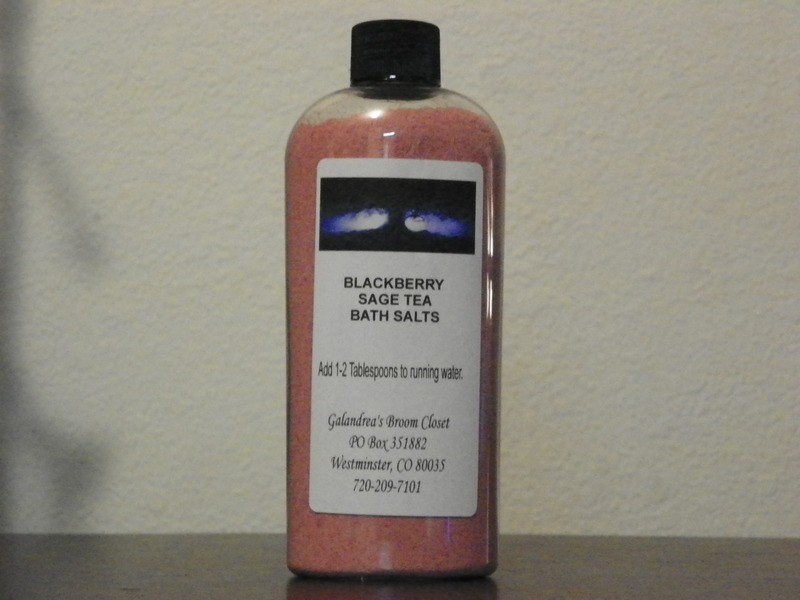 BLACKBERRY
SAGE TEA
BATH SALTS
Add 1-2 Tablespoons to running water.
Galandrea's Broom Closet
PO Box 351882
Westminster, CO 80035
720-209-7101